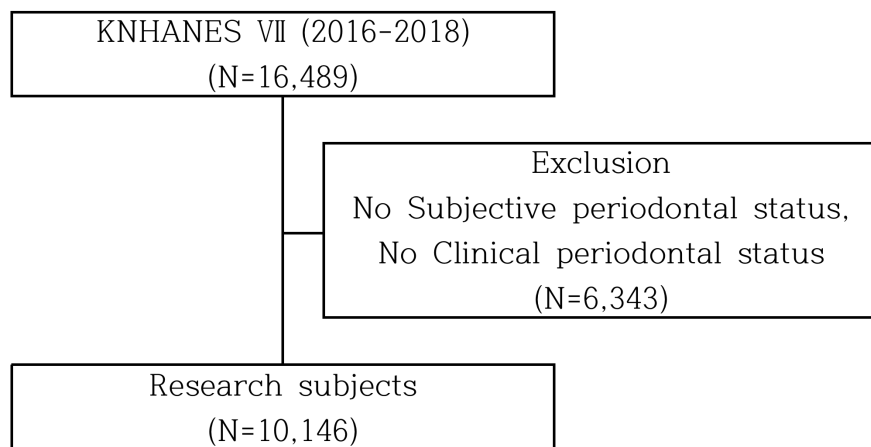 KNHANES Ⅶ (2016-2018)
(N=16,489)
Exclusion
No Subjective periodontal status,
No Clinical periodontal status
(N=6,343)
Research subjects
(N=10,146)